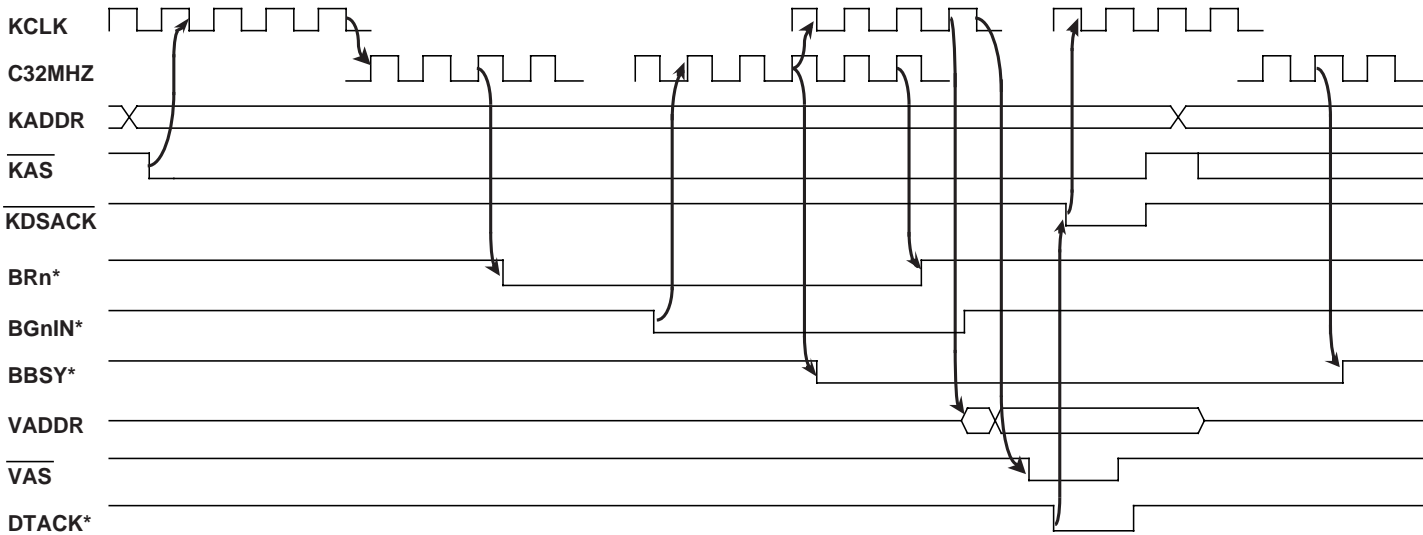 KCLK
C32MHZ
KADDR
KAS
KDSACK
BRn*
BGnIN*
BBSY*
VADDR
VAS
DTACK*